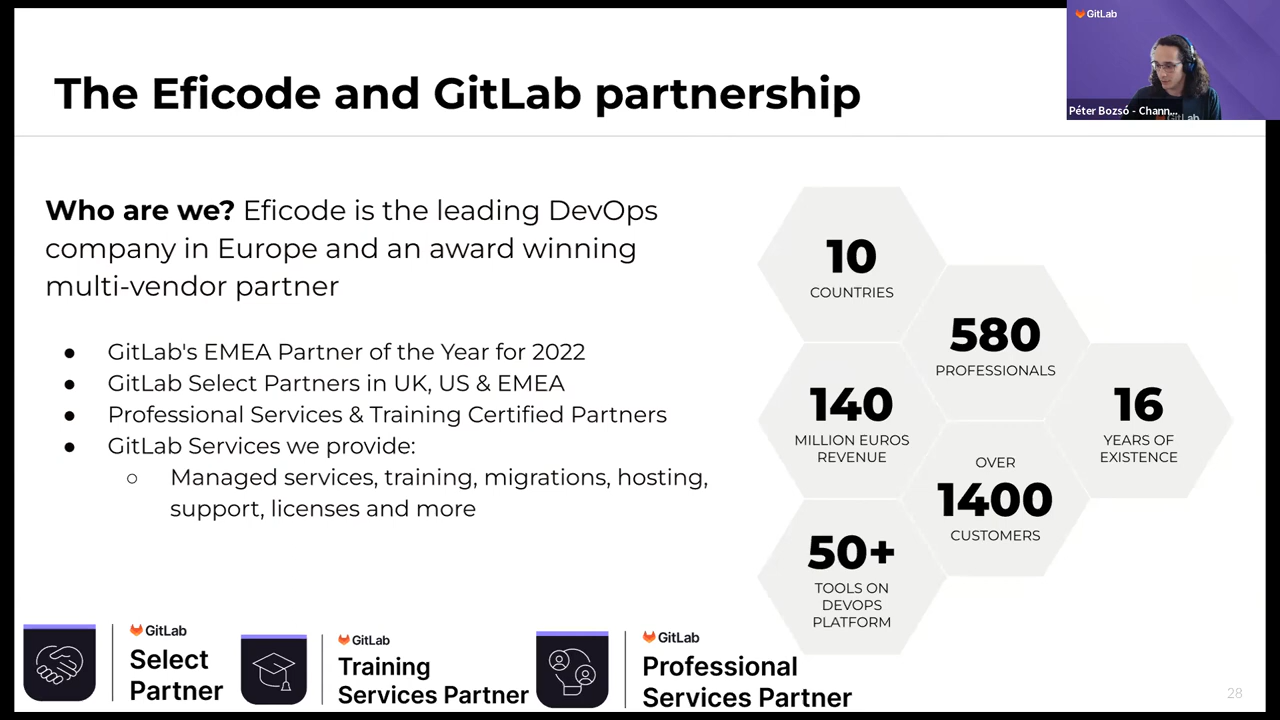 The Eficode and GitLab partnership
GitLab
Péter Bozsó - Chann...
GitLab
Who are we? Eficode is the leading DevOps
company in Europe and an award winning
multi-vendor partner
● GitLab's EMEA Partner of the Year for 2022
● GitLab Select Partners in UK, US & EMEA
● Professional Services & Training Certified Partners
● GitLab Services we provide:
○ Managed services, training, migrations, hosting,
support, licenses and more
10
COUNTRIES
580
PROFESSIONALS
140
MILLION EUROS
REVENUE
16
YEARS OF
EXISTENCE
OVER
1400
CUSTOMERS
50+
TOOLS ON
DEVOPS
PLATFORM
GitLab
Select
Partner
GitLab
Training
Services Partner
GitLab
Professional
Services Partner
28